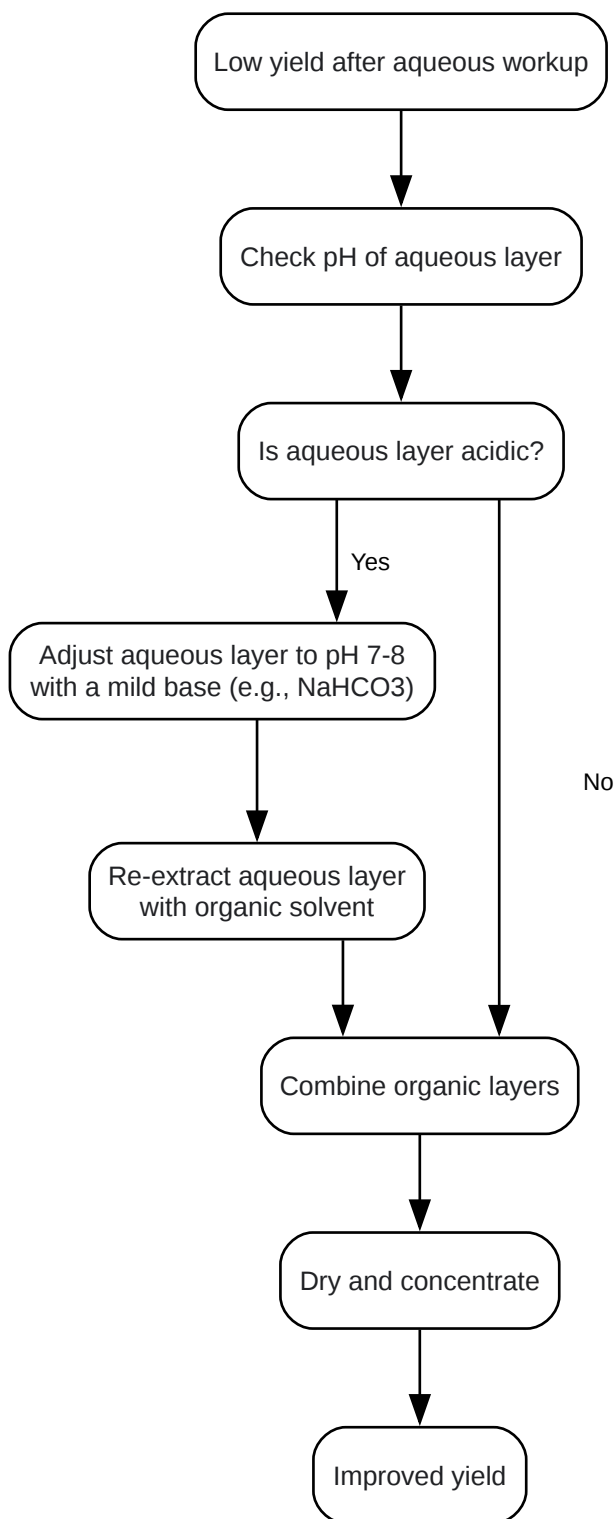 Low yield after aqueous workup
Check pH of aqueous layer
Is aqueous layer acidic?
Yes
Adjust aqueous layer to pH 7-8
with a mild base (e.g., NaHCO3)
No
Re-extract aqueous layer
with organic solvent
Combine organic layers
Dry and concentrate
Improved yield